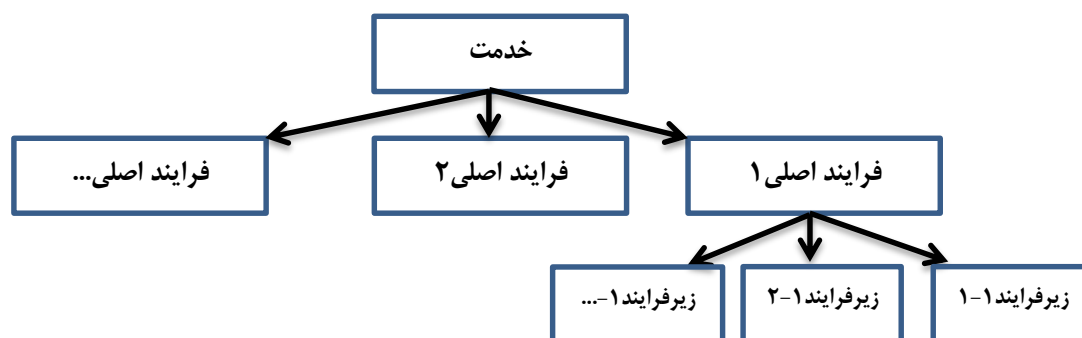 خدمت
فرایند اصلی۱
فرایند اصلی۲
فرایند اصلی...
زیرفرایند۱-۱
زیرفرایند۱-۲
زیرفرایند۱-...